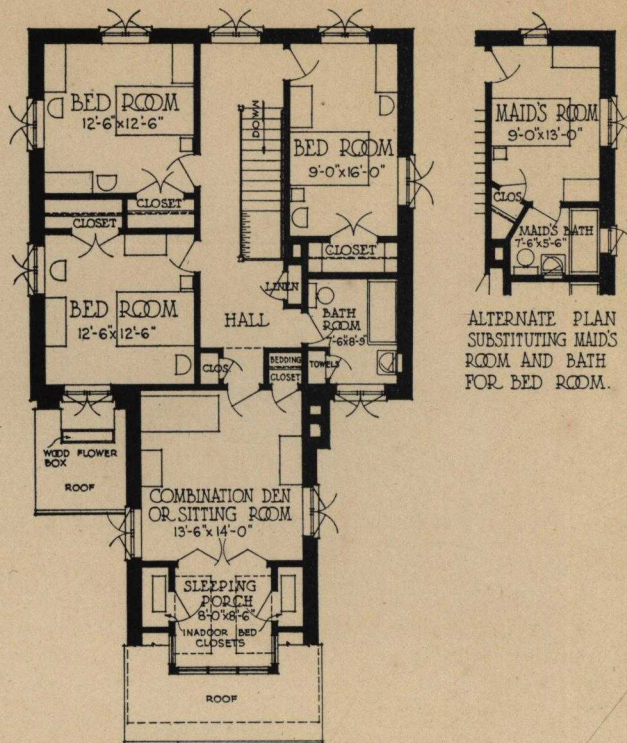 BED ROOM
12'-6"x12'-6"
CLOSET
CLOSET
BED ROOM
12'-6"x12'-6"
DOWN
BED ROOM
9'-0"x16'-0"
CLOSET
LINEN
HALL
BATH
ROOM
7'-6"x8'-9"
CLOS.
BEDDING
CLOSET
TOWELS
WOOD FLOWER
BOX
ROOF
COMBINATION DEN
OR SITTING ROOM
13'-6"x14'-0"
SLEEPING
PORCH
8'-0"x8'-6"
INADOOR BED
CLOSETS
ROOF
MAID'S ROOM
9'-0"x13'-0"
CLOS.
MAID'S BATH
7'-6"x5'-6"
ALTERNATE PLAN
SUBSTITUTING MAID'S
ROOM AND BATH
FOR BED ROOM.